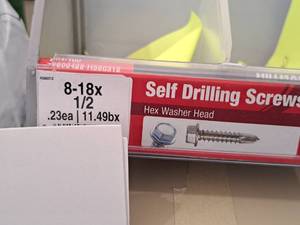 8-18x
1/2
.23ea | 11.49bx
Self Drilling Screws
Hex Washer Head